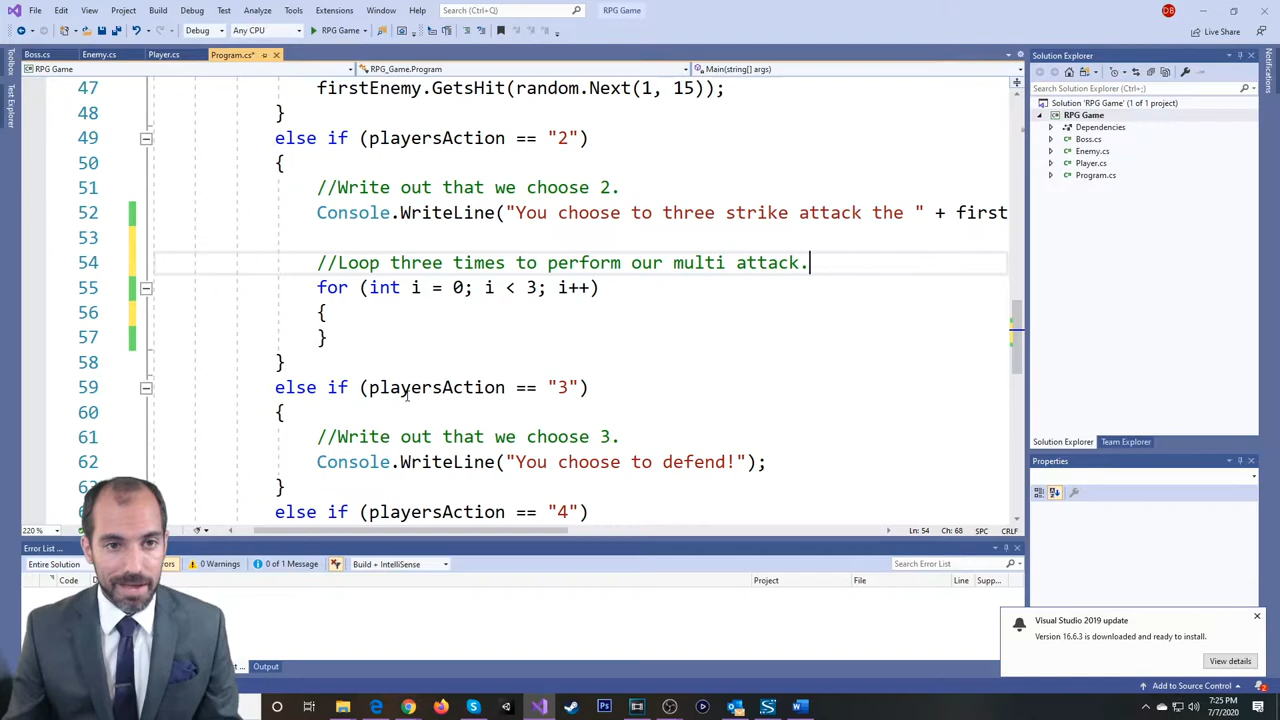 File Edit View Project Build Debug Test Analyze Tools Extensions Window Help Search (Ctrl+Q) RPG Game DB
Debug Any CPU RPG Game Live Share
Boss.cs Enemy.cs Player.cs Program.cs*
RPG Game RPG_Game.Program Main(string[] args)
Toolbox
Test Explorer
Notifications
47 firstEnemy.GetsHit(random.Next(1, 15));
48 }
49 else if (playersAction == "2")
50 {
51 //Write out that we choose 2.
52 Console.WriteLine("You choose to three strike attack the " + first
53
54 //Loop three times to perform our multi attack.
55 for (int i = 0; i < 3; i++)
56 {
57 }
58 }
59 else if (playersAction == "3")
60 {
61 //Write out that we choose 3.
62 Console.WriteLine("You choose to defend!");
}
else if (playersAction == "4")
220 % Ln: 54 Ch: 68 SPC CRLF
Solution Explorer
Search Solution Explorer (Ctrl+;)
Solution 'RPG Game' (1 of 1 project)
RPG Game
Dependencies
Boss.cs
Enemy.cs
Player.cs
Program.cs
Solution Explorer Team Explorer
Properties
Error List ...
Entire Solution 0 Warnings 0 of 1 Message Build + IntelliSense Search Error List
Code Project File Line Supp...
Output
Visual Studio 2019 update
Version 16.6.3 is downloaded and ready to install.
View details
Add to Source Control 2
7:25 PM
7/7/2020